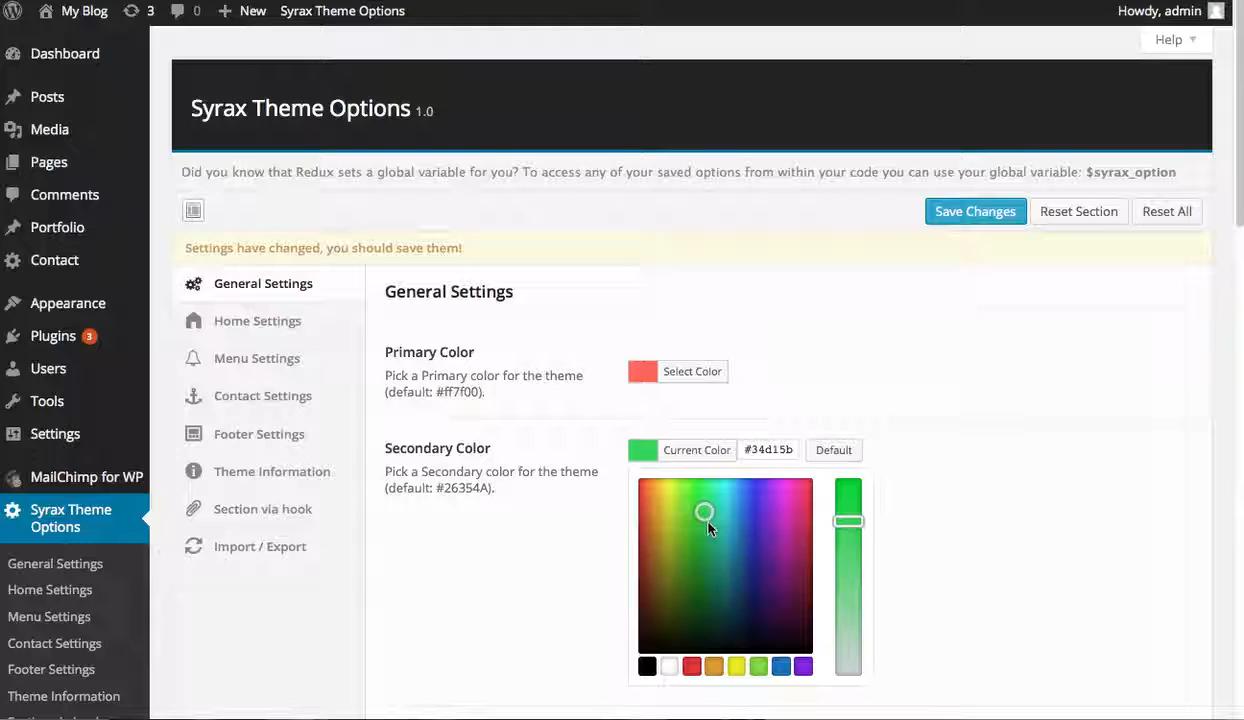 My Blog 3 0 New Syrax Theme Options Howdy, admin
Help
Dashboard
Posts
Media
Pages
Comments
Portfolio
Contact
Appearance
Plugins 3
Users
Tools
Settings
MailChimp for WP
Syrax Theme
Options
General Settings
Home Settings
Menu Settings
Contact Settings
Footer Settings
Theme Information
Syrax Theme Options 1.0
Did you know that Redux sets a global variable for you? To access any of your saved options from within your code you can use your global variable: $syrax_option
Save Changes Reset Section Reset All
Settings have changed, you should save them!
General Settings
Home Settings
Menu Settings
Contact Settings
Footer Settings
Theme Information
Section via hook
Import / Export
General Settings
Primary Color
Pick a Primary color for the theme
(default: #ff7f00).
Select Color
Secondary Color
Pick a Secondary color for the theme
(default: #26354A).
Current Color #34d15b Default